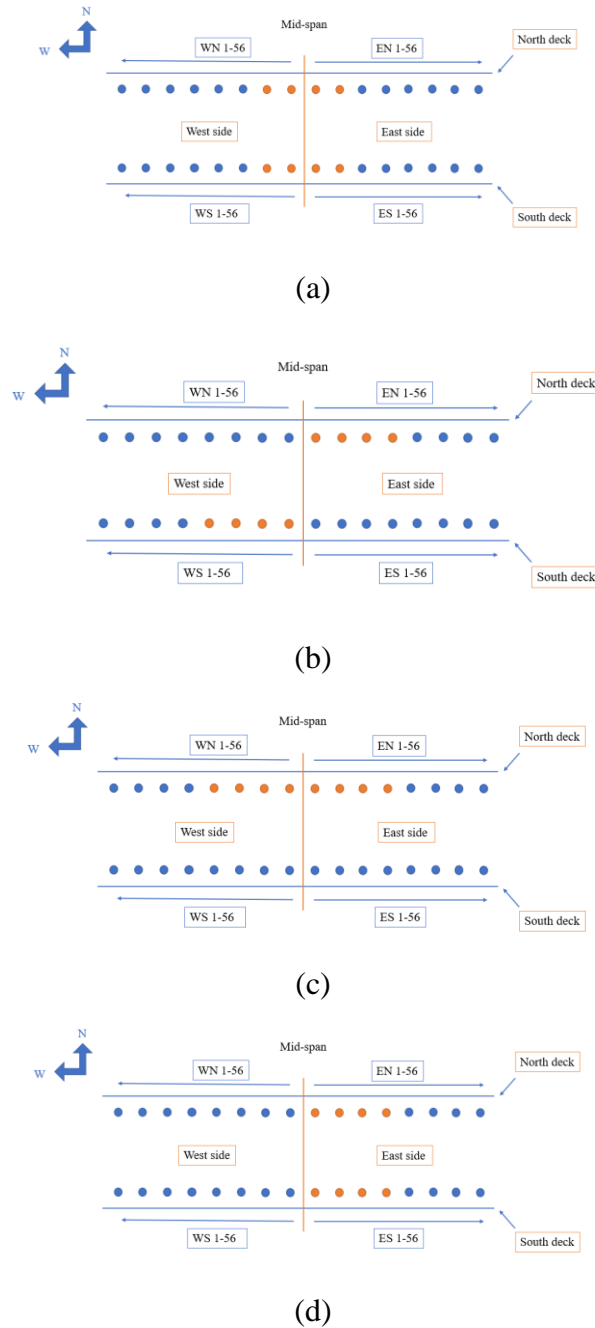 Mid-span
N
WN 1-56
EN 1-56
North deck
W
West side
East side
WS 1-56
ES 1-56
South deck
(a)
Mid-span
N
WN 1-56
EN 1-56
North deck
W
West side
East side
WS 1-56
ES 1-56
South deck
(b)
Mid-span
N
WN 1-56
EN 1-56
North deck
W
West side
East side
WS 1-56
ES 1-56
South deck
(c)
Mid-span
N
WN 1-56
EN 1-56
North deck
W
West side
East side
WS 1-56
ES 1-56
South deck
(d)